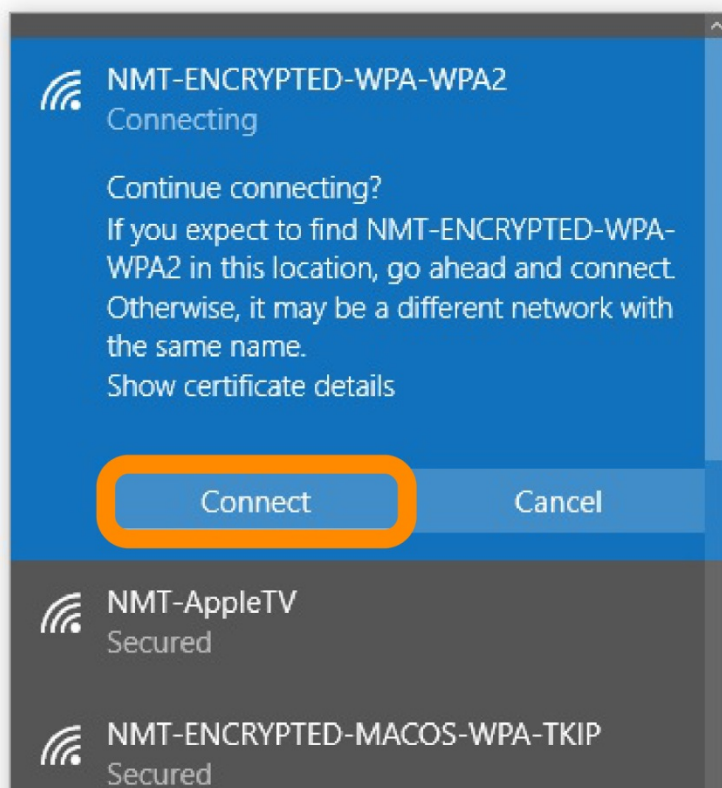 NMT-ENCRYPTED-WPA-WPA2
Connecting
Continue connecting?
If you expect to find NMT-ENCRYPTED-WPA-
WPA2 in this location, go ahead and connect.
Otherwise, it may be a different network with
the same name.
Show certificate details
Connect Cancel
NMT-AppleTV
Secured
NMT-ENCRYPTED-MACOS-WPA-TKIP
Secured